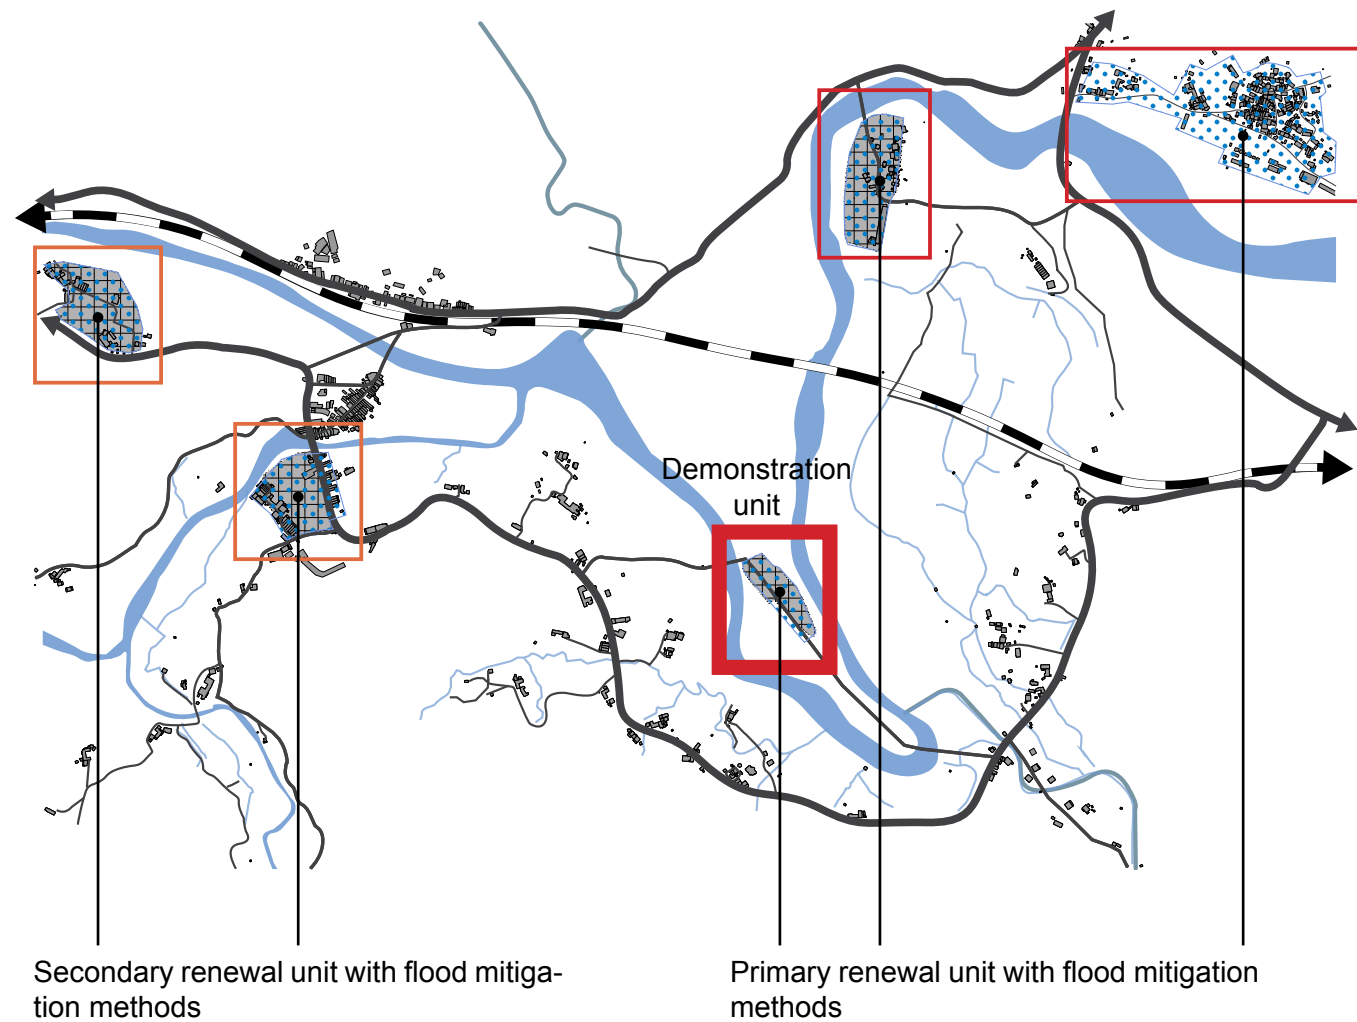 Demonstration
unit
Secondary renewal unit with flood mitiga-
tion methods
Primary renewal unit with flood mitigation
methods